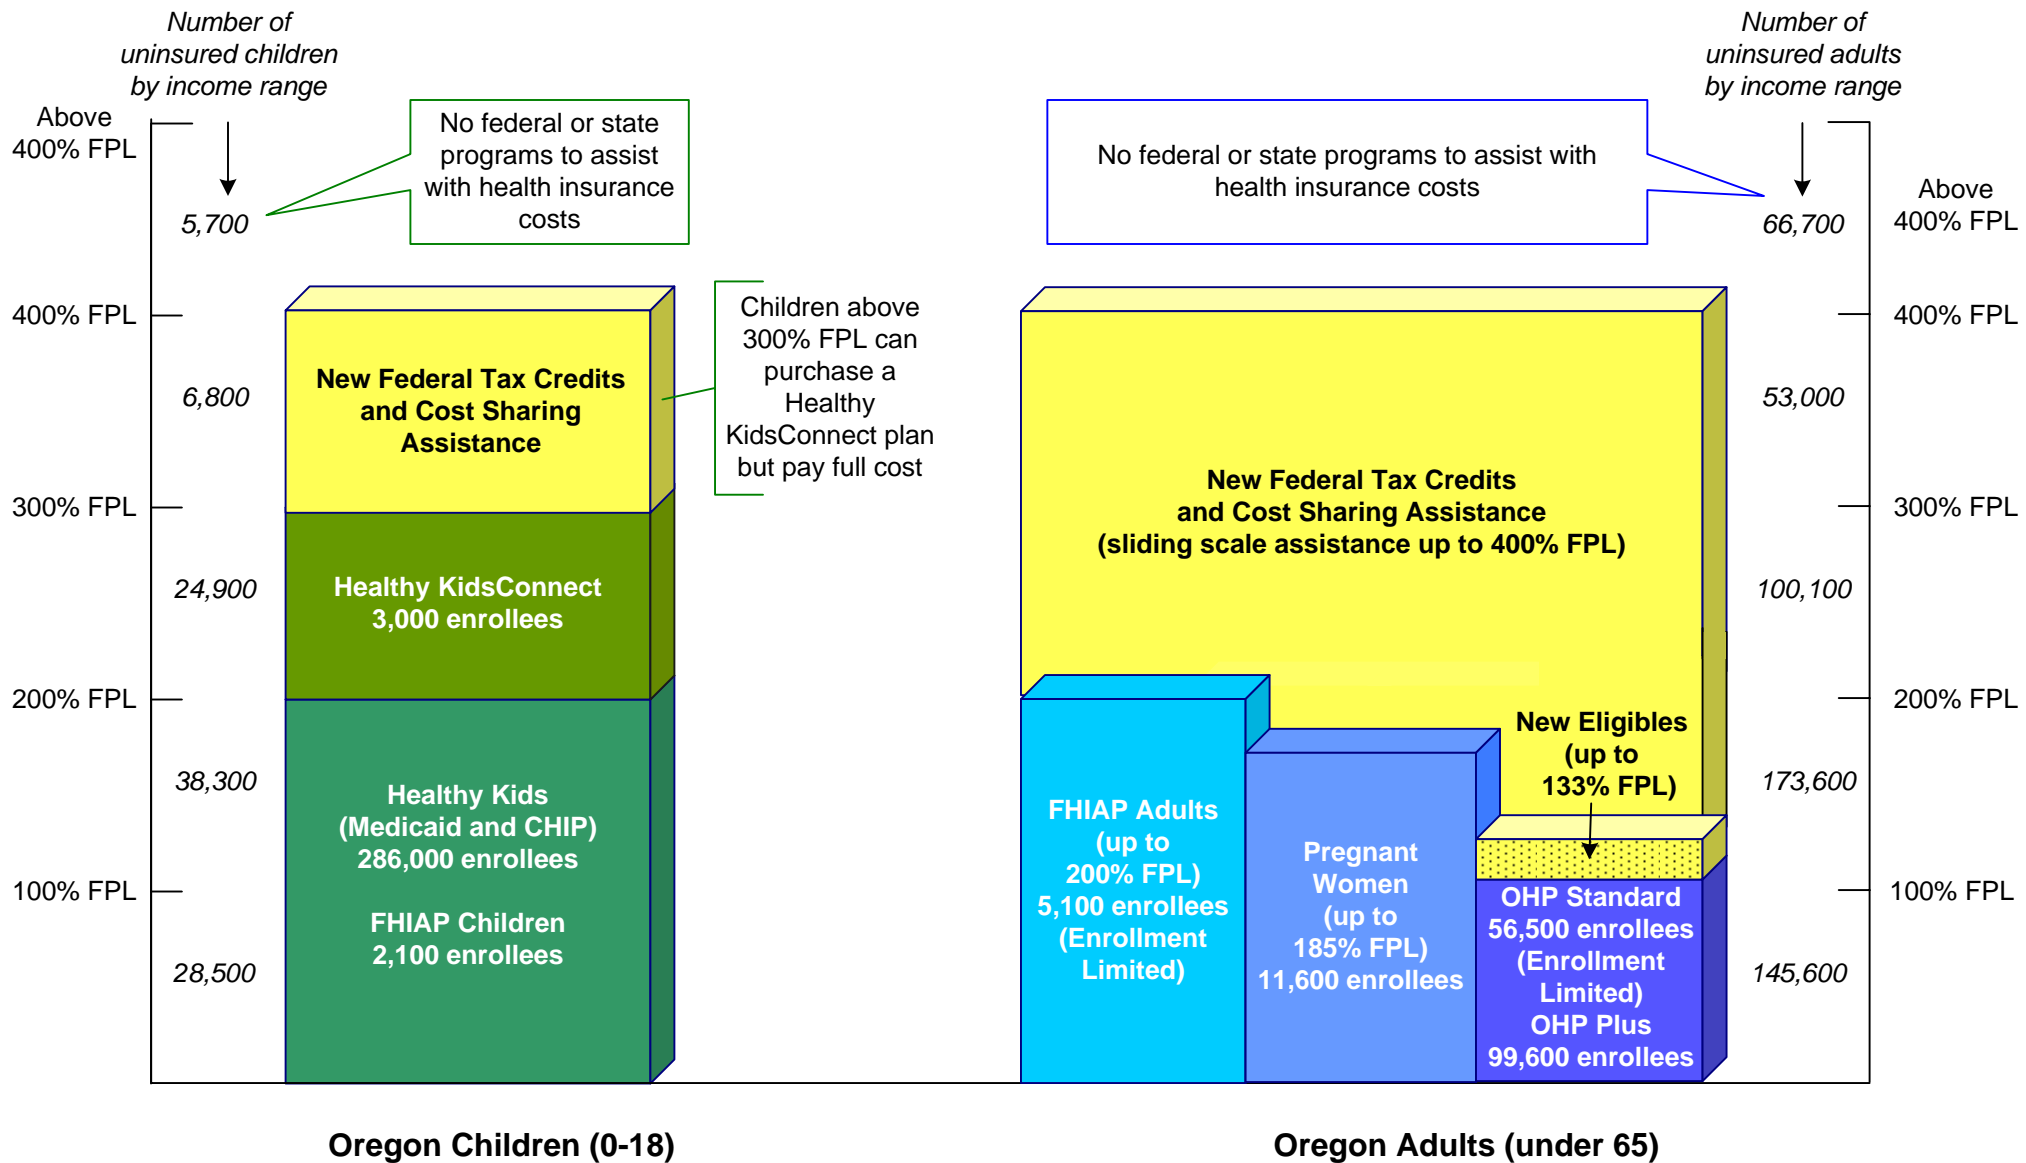 Number of
uninsured children
by income range
Above
400% FPL
5,700
No federal or state
programs to assist
with health insurance
costs
400% FPL
6,800
New Federal Tax Credits
and Cost Sharing
Assistance
Children above
300% FPL can
purchase a
Healthy
KidsConnect plan
but pay full cost
300% FPL
24,900
Healthy KidsConnect
3,000 enrollees
200% FPL
38,300
Healthy Kids
(Medicaid and CHIP)
286,000 enrollees
FHIAP Children
2,100 enrollees
100% FPL
28,500
Oregon Children (0-18)
Number of
uninsured adults
by income range
No federal or state programs to assist with
health insurance costs
66,700
Above
400% FPL
400% FPL
53,000
New Federal Tax Credits
and Cost Sharing Assistance
(sliding scale assistance up to 400% FPL)
300% FPL
100,100
200% FPL
New Eligibles
(up to
133% FPL)
173,600
FHIAP Adults
(up to
200% FPL)
5,100 enrollees
(Enrollment
Limited)
Pregnant
Women
(up to
185% FPL)
11,600 enrollees
OHP Standard
56,500 enrollees
(Enrollment
Limited)
OHP Plus
99,600 enrollees
100% FPL
145,600
Oregon Adults (under 65)